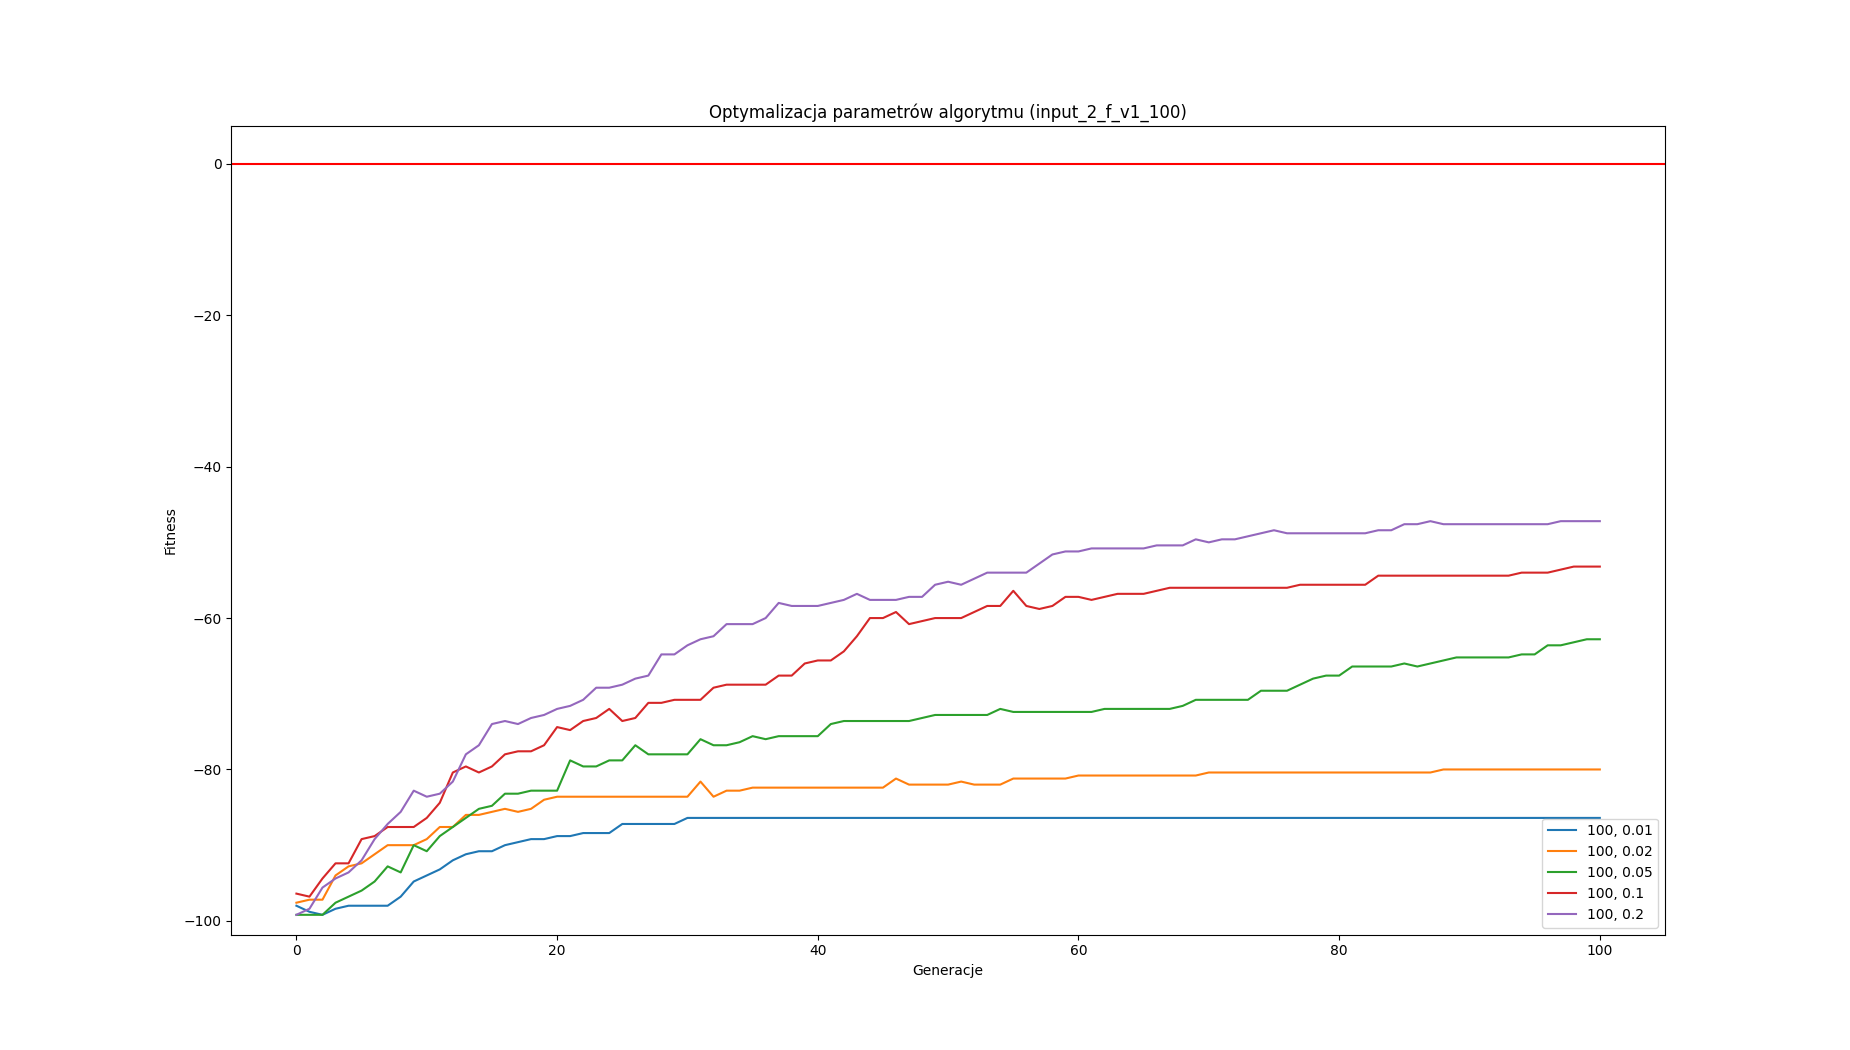 Optymalizacja parametrów algorytmu (input_2_f_v1_100)
0
−20
−40
−60
−80
−100
Fitness
0 20 40 60 80 100
Generacje
100, 0.01
100, 0.02
100, 0.05
100, 0.1
100, 0.2